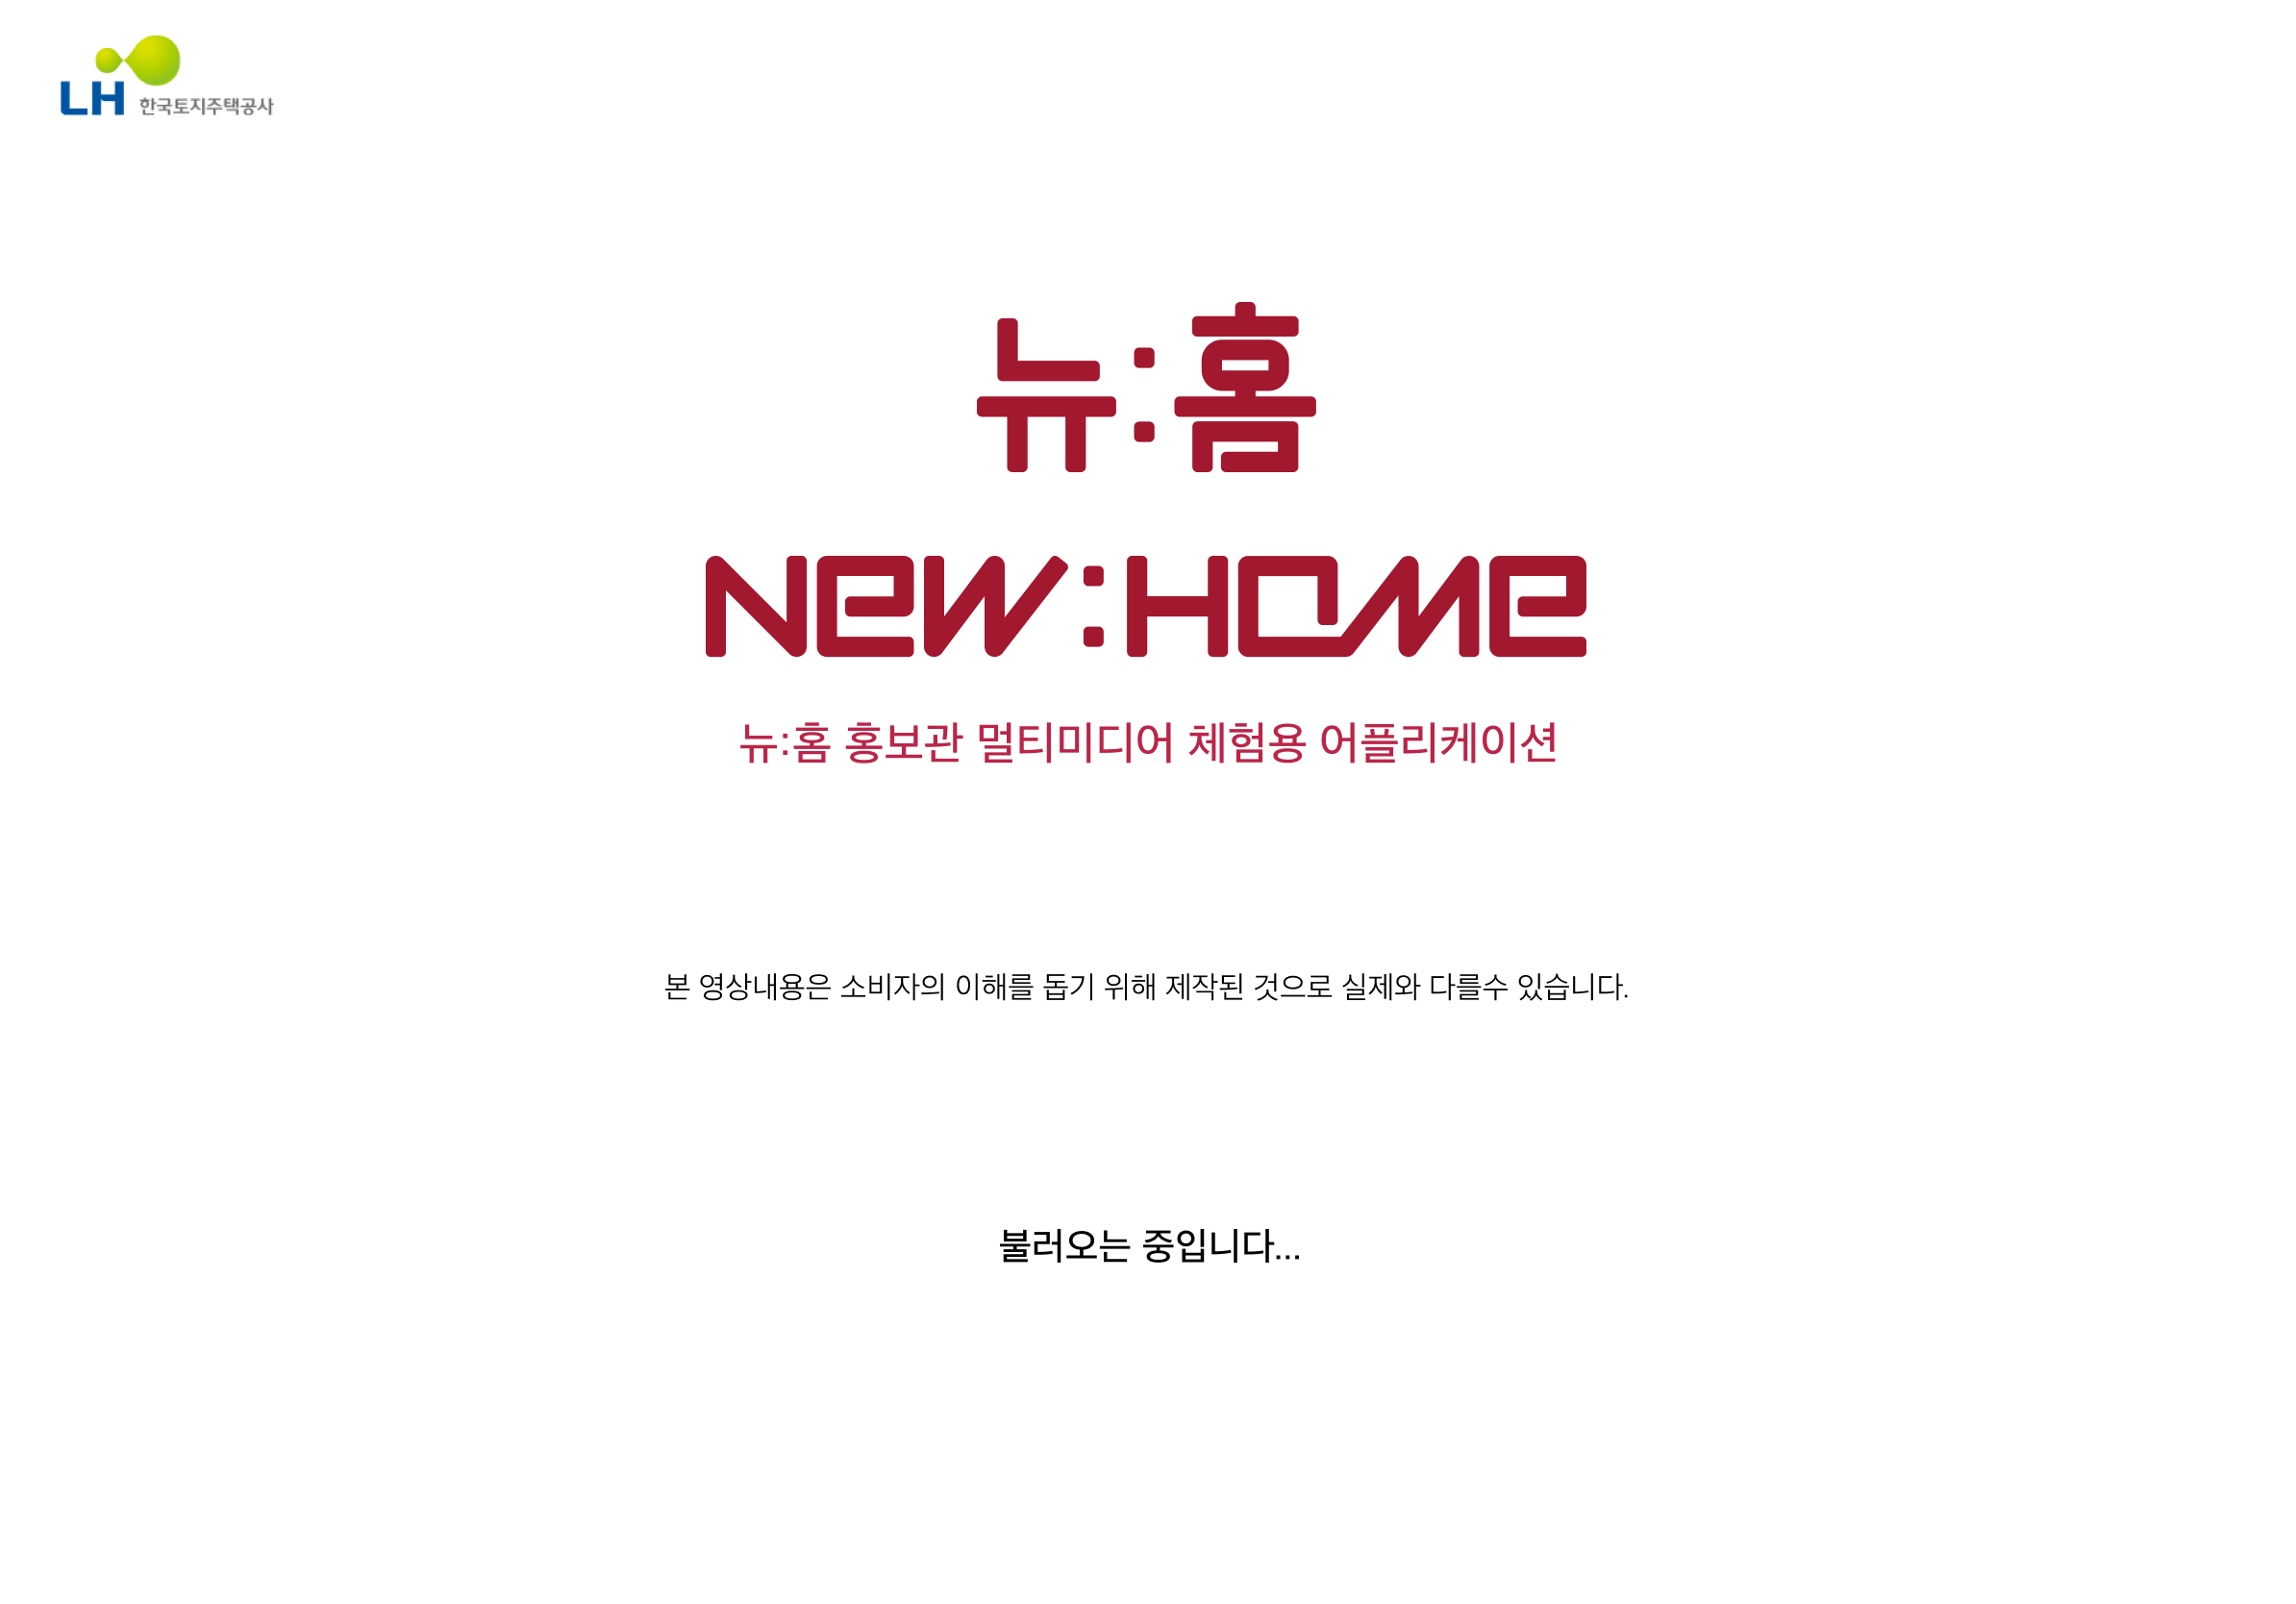 LH 한국토지주택공사
뉴:홈
NEW:HOME
뉴:홈 홍보관 멀티미디어 체험용 어플리케이션
본 영상내용은 소비자의 이해를 돕기 위해 제작된 것으로 실제와 다를수 있습니다.
불러오는 중입니다...